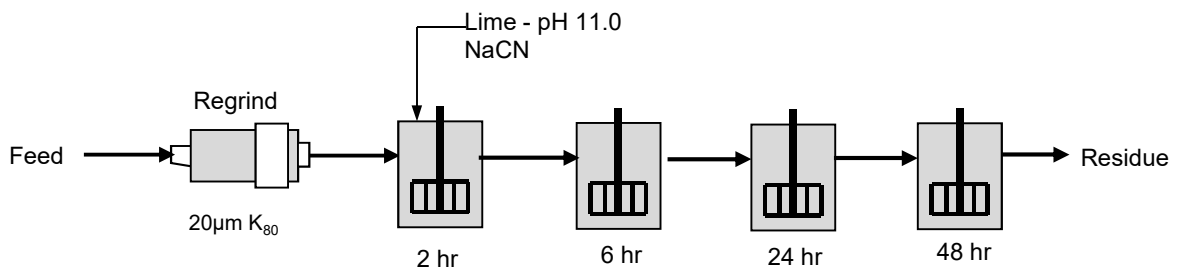 Lime - pH 11.0
NaCN
Regrind
Feed
Residue
20µm K80
2 hr
6 hr
24 hr
48 hr